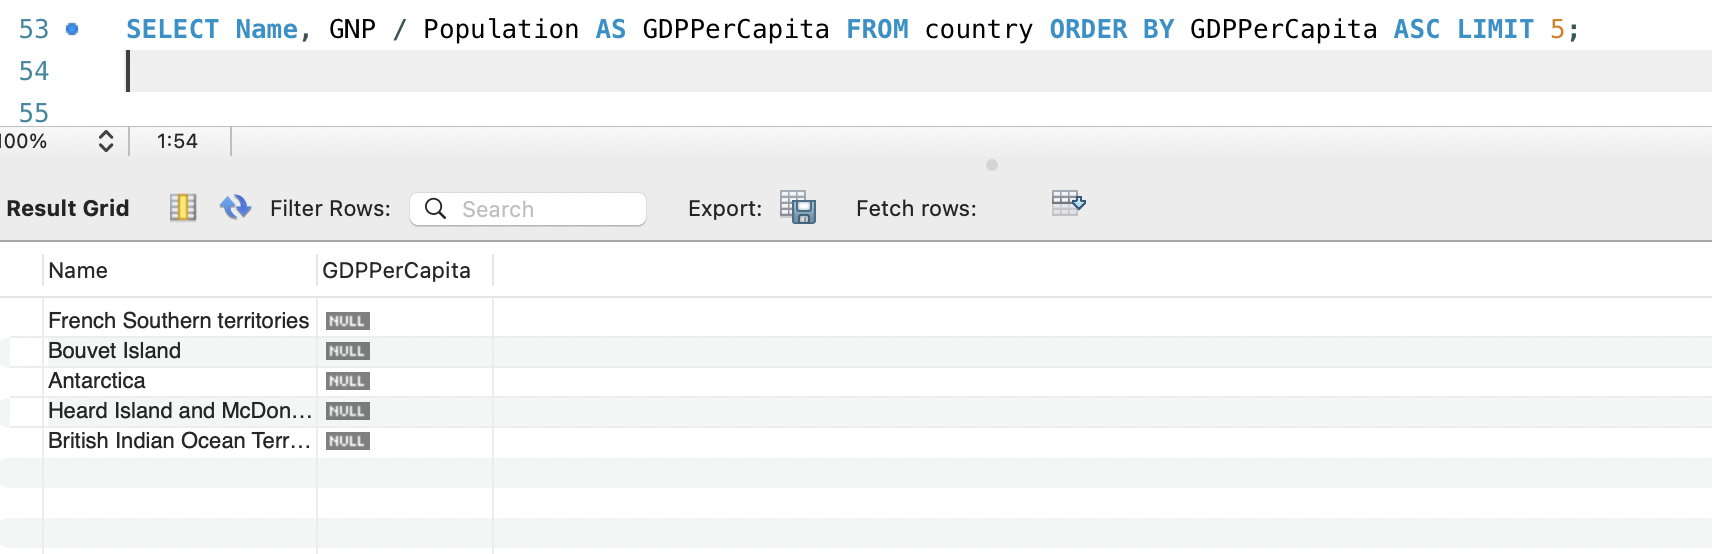 53 SELECT Name, GNP / Population AS GDPPerCapita FROM country ORDER BY GDPPerCapita ASC LIMIT 5;
54
55
100% 1:54
Result Grid Filter Rows: Search Export: Fetch rows:
Name GDPPerCapita
French Southern territories NULL
Bouvet Island NULL
Antarctica NULL
Heard Island and McDon... NULL
British Indian Ocean Terr... NULL